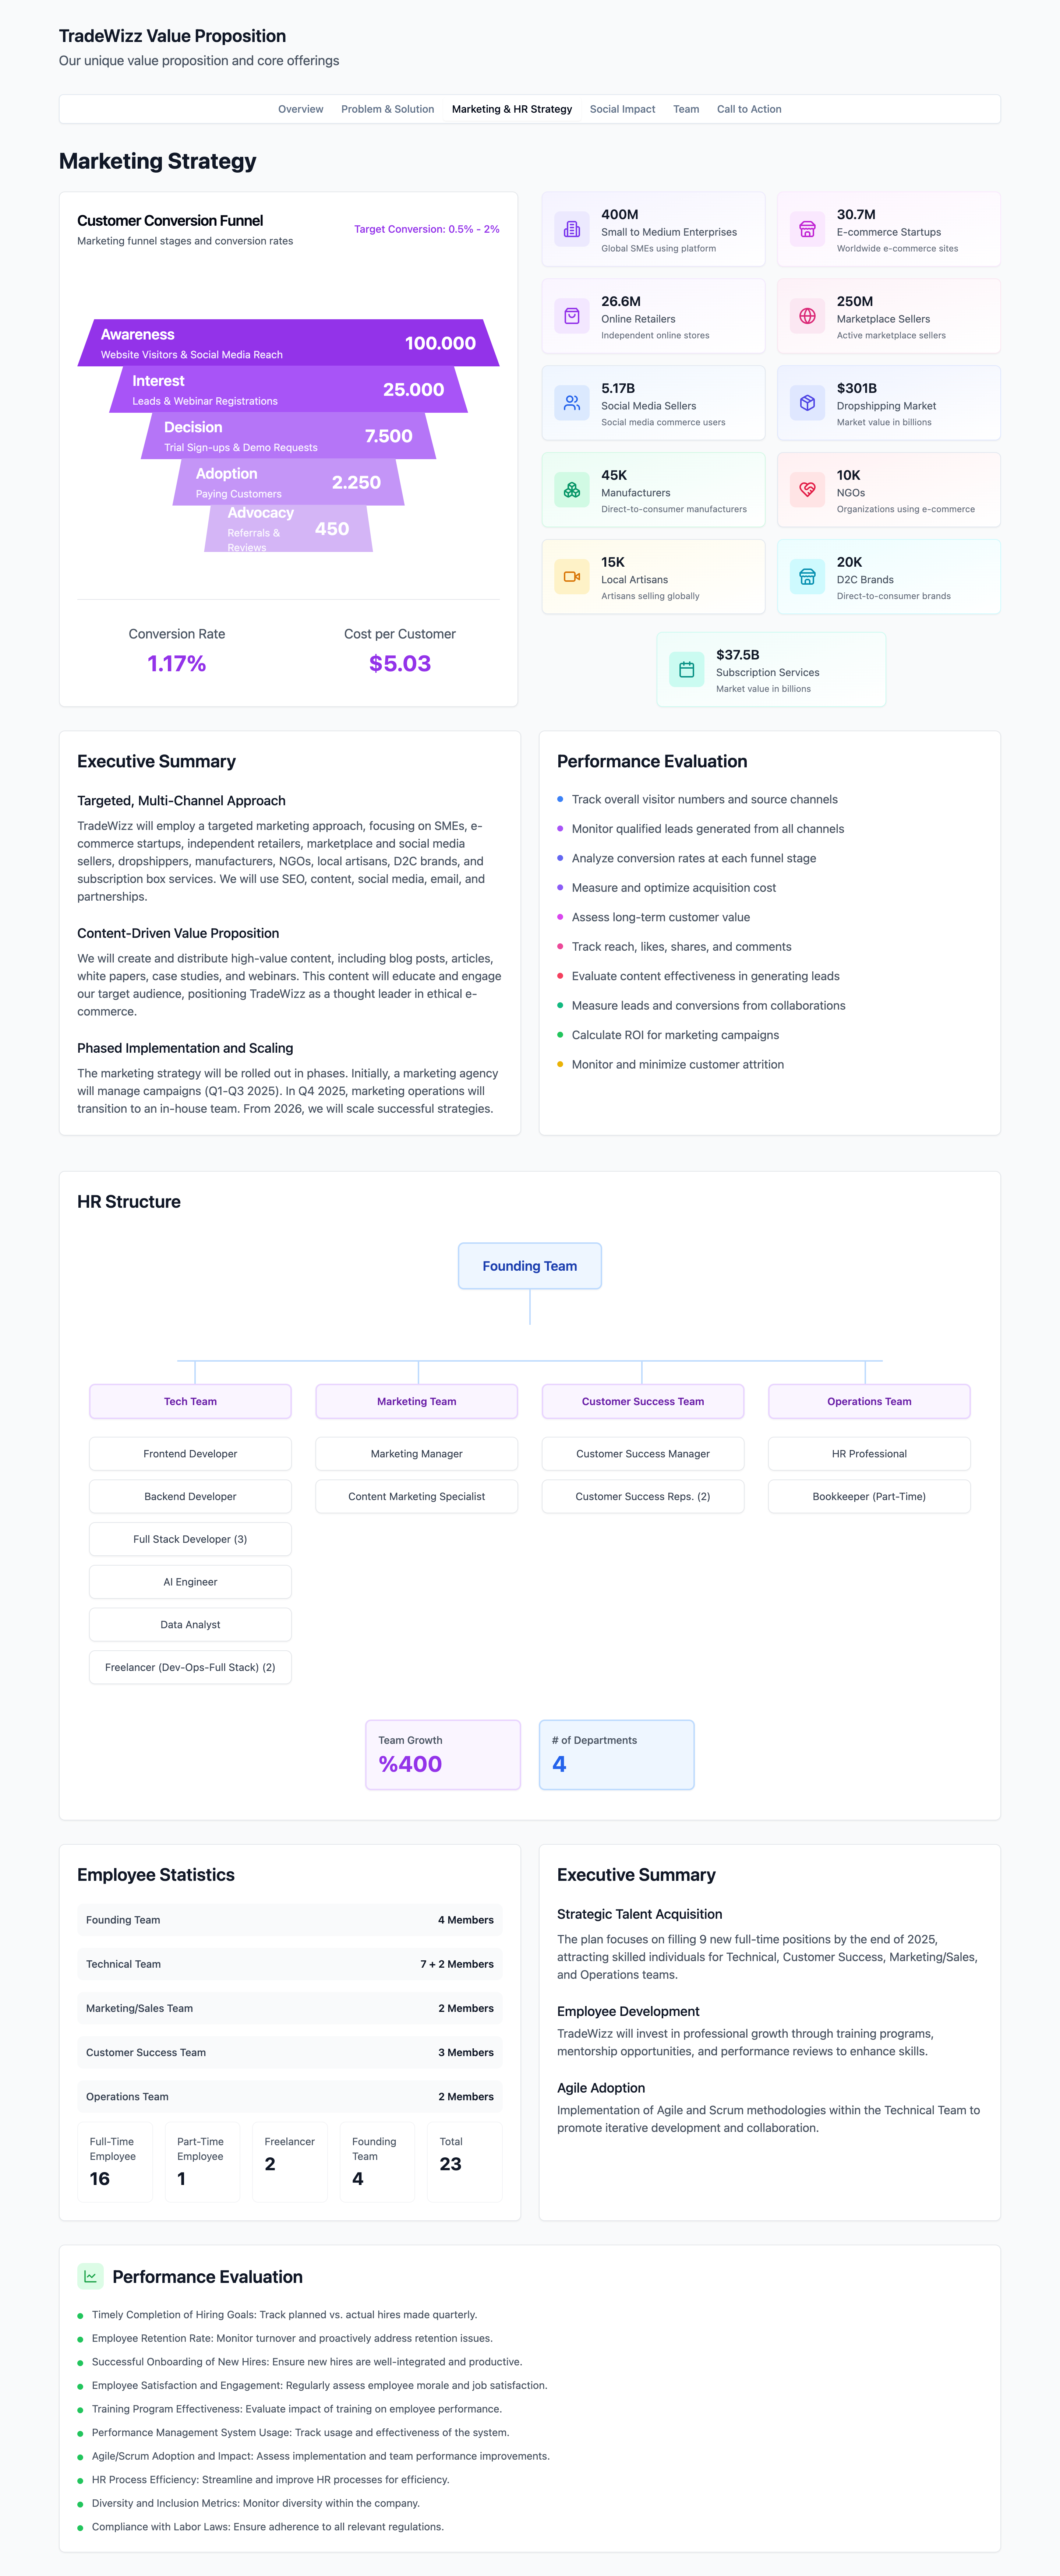 TradeWizz Value Proposition
Our unique value proposition and core offerings
Overview
Problem & Solution
Marketing & HR Strategy
Social Impact
Team
Call to Action
Marketing Strategy
Customer Conversion Funnel
Marketing funnel stages and conversion rates
Target Conversion: 0.5% - 2%
Awareness
Website Visitors & Social Media Reach
100.000
Interest
Leads & Webinar Registrations
25.000
Decision
Trial Sign-ups & Demo Requests
7.500
Adoption
Paying Customers
2.250
Advocacy
Referrals &
Reviews
450
Conversion Rate
1.17%
Cost per Customer
$5.03
400M
Small to Medium Enterprises
Global SMEs using platform
30.7M
E-commerce Startups
Worldwide e-commerce sites
26.6M
Online Retailers
Independent online stores
250M
Marketplace Sellers
Active marketplace sellers
5.17B
Social Media Sellers
Social media commerce users
$301B
Dropshipping Market
Market value in billions
45K
Manufacturers
Direct-to-consumer manufacturers
10K
NGOs
Organizations using e-commerce
15K
Local Artisans
Artisans selling globally
20K
D2C Brands
Direct-to-consumer brands
$37.5B
Subscription Services
Market value in billions
Executive Summary
Targeted, Multi-Channel Approach
TradeWizz will employ a targeted marketing approach, focusing on SMEs, e-
commerce startups, independent retailers, marketplace and social media
sellers, dropshippers, manufacturers, NGOs, local artisans, D2C brands, and
subscription box services. We will use SEO, content, social media, email, and
partnerships.
Content-Driven Value Proposition
We will create and distribute high-value content, including blog posts, articles,
white papers, case studies, and webinars. This content will educate and engage
our target audience, positioning TradeWizz as a thought leader in ethical e-
commerce.
Phased Implementation and Scaling
The marketing strategy will be rolled out in phases. Initially, a marketing agency
will manage campaigns (Q1-Q3 2025). In Q4 2025, marketing operations will
transition to an in-house team. From 2026, we will scale successful strategies.
Performance Evaluation
Track overall visitor numbers and source channels
Monitor qualified leads generated from all channels
Analyze conversion rates at each funnel stage
Measure and optimize acquisition cost
Assess long-term customer value
Track reach, likes, shares, and comments
Evaluate content effectiveness in generating leads
Measure leads and conversions from collaborations
Calculate ROI for marketing campaigns
Monitor and minimize customer attrition
HR Structure
Founding Team
Tech Team
Frontend Developer
Backend Developer
Full Stack Developer (3)
AI Engineer
Data Analyst
Freelancer (Dev-Ops-Full Stack) (2)
Marketing Team
Marketing Manager
Content Marketing Specialist
Customer Success Team
Customer Success Manager
Customer Success Reps. (2)
Operations Team
HR Professional
Bookkeeper (Part-Time)
Team Growth
%400
# of Departments
4
Employee Statistics
Founding Team
4 Members
Technical Team
7 + 2 Members
Marketing/Sales Team
2 Members
Customer Success Team
3 Members
Operations Team
2 Members
Full-Time
Employee
16
Part-Time
Employee
1
Freelancer
2
Founding
Team
4
Total
23
Executive Summary
Strategic Talent Acquisition
The plan focuses on filling 9 new full-time positions by the end of 2025,
attracting skilled individuals for Technical, Customer Success, Marketing/Sales,
and Operations teams.
Employee Development
TradeWizz will invest in professional growth through training programs,
mentorship opportunities, and performance reviews to enhance skills.
Agile Adoption
Implementation of Agile and Scrum methodologies within the Technical Team to
promote iterative development and collaboration.
Performance Evaluation
Timely Completion of Hiring Goals: Track planned vs. actual hires made quarterly.
Employee Retention Rate: Monitor turnover and proactively address retention issues.
Successful Onboarding of New Hires: Ensure new hires are well-integrated and productive.
Employee Satisfaction and Engagement: Regularly assess employee morale and job satisfaction.
Training Program Effectiveness: Evaluate impact of training on employee performance.
Performance Management System Usage: Track usage and effectiveness of the system.
Agile/Scrum Adoption and Impact: Assess implementation and team performance improvements.
HR Process Efficiency: Streamline and improve HR processes for efficiency.
Diversity and Inclusion Metrics: Monitor diversity within the company.
Compliance with Labor Laws: Ensure adherence to all relevant regulations.